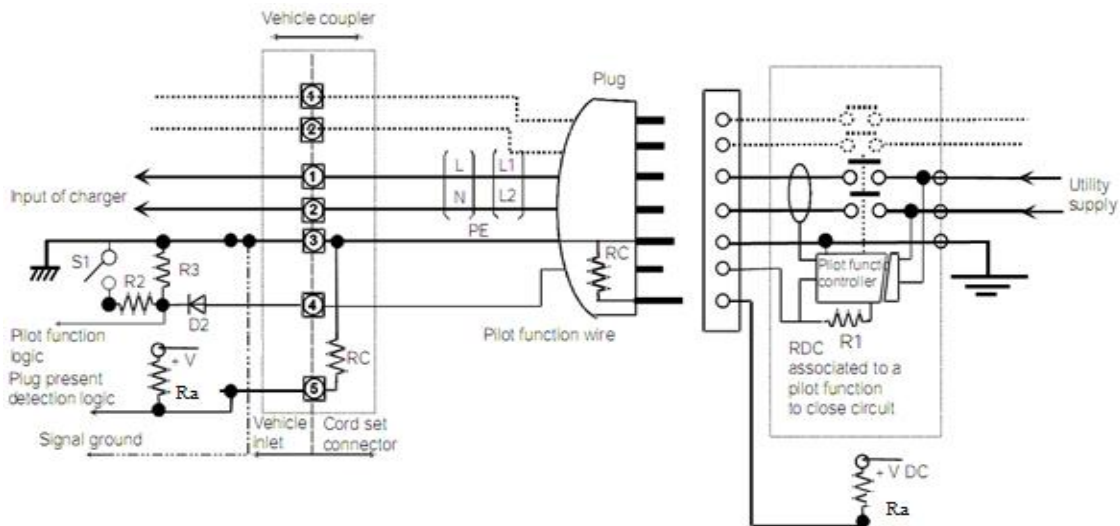 Vehicle coupler
Plug
4
2
1
2
3
4
5
L
L1
N
L2
PE
Input of charger
Utility
supply
S1
R3
R2
D2
RC
RC
Pilot functi
controller
R1
Pilot function wire
Pilot function
logic
+ V
Plug present
detection logic
Ra
Signal ground
Vehicle
inlet
Cord set
connector
RDC
associated to a
pilot function
to close circuit
+ V DC
Ra